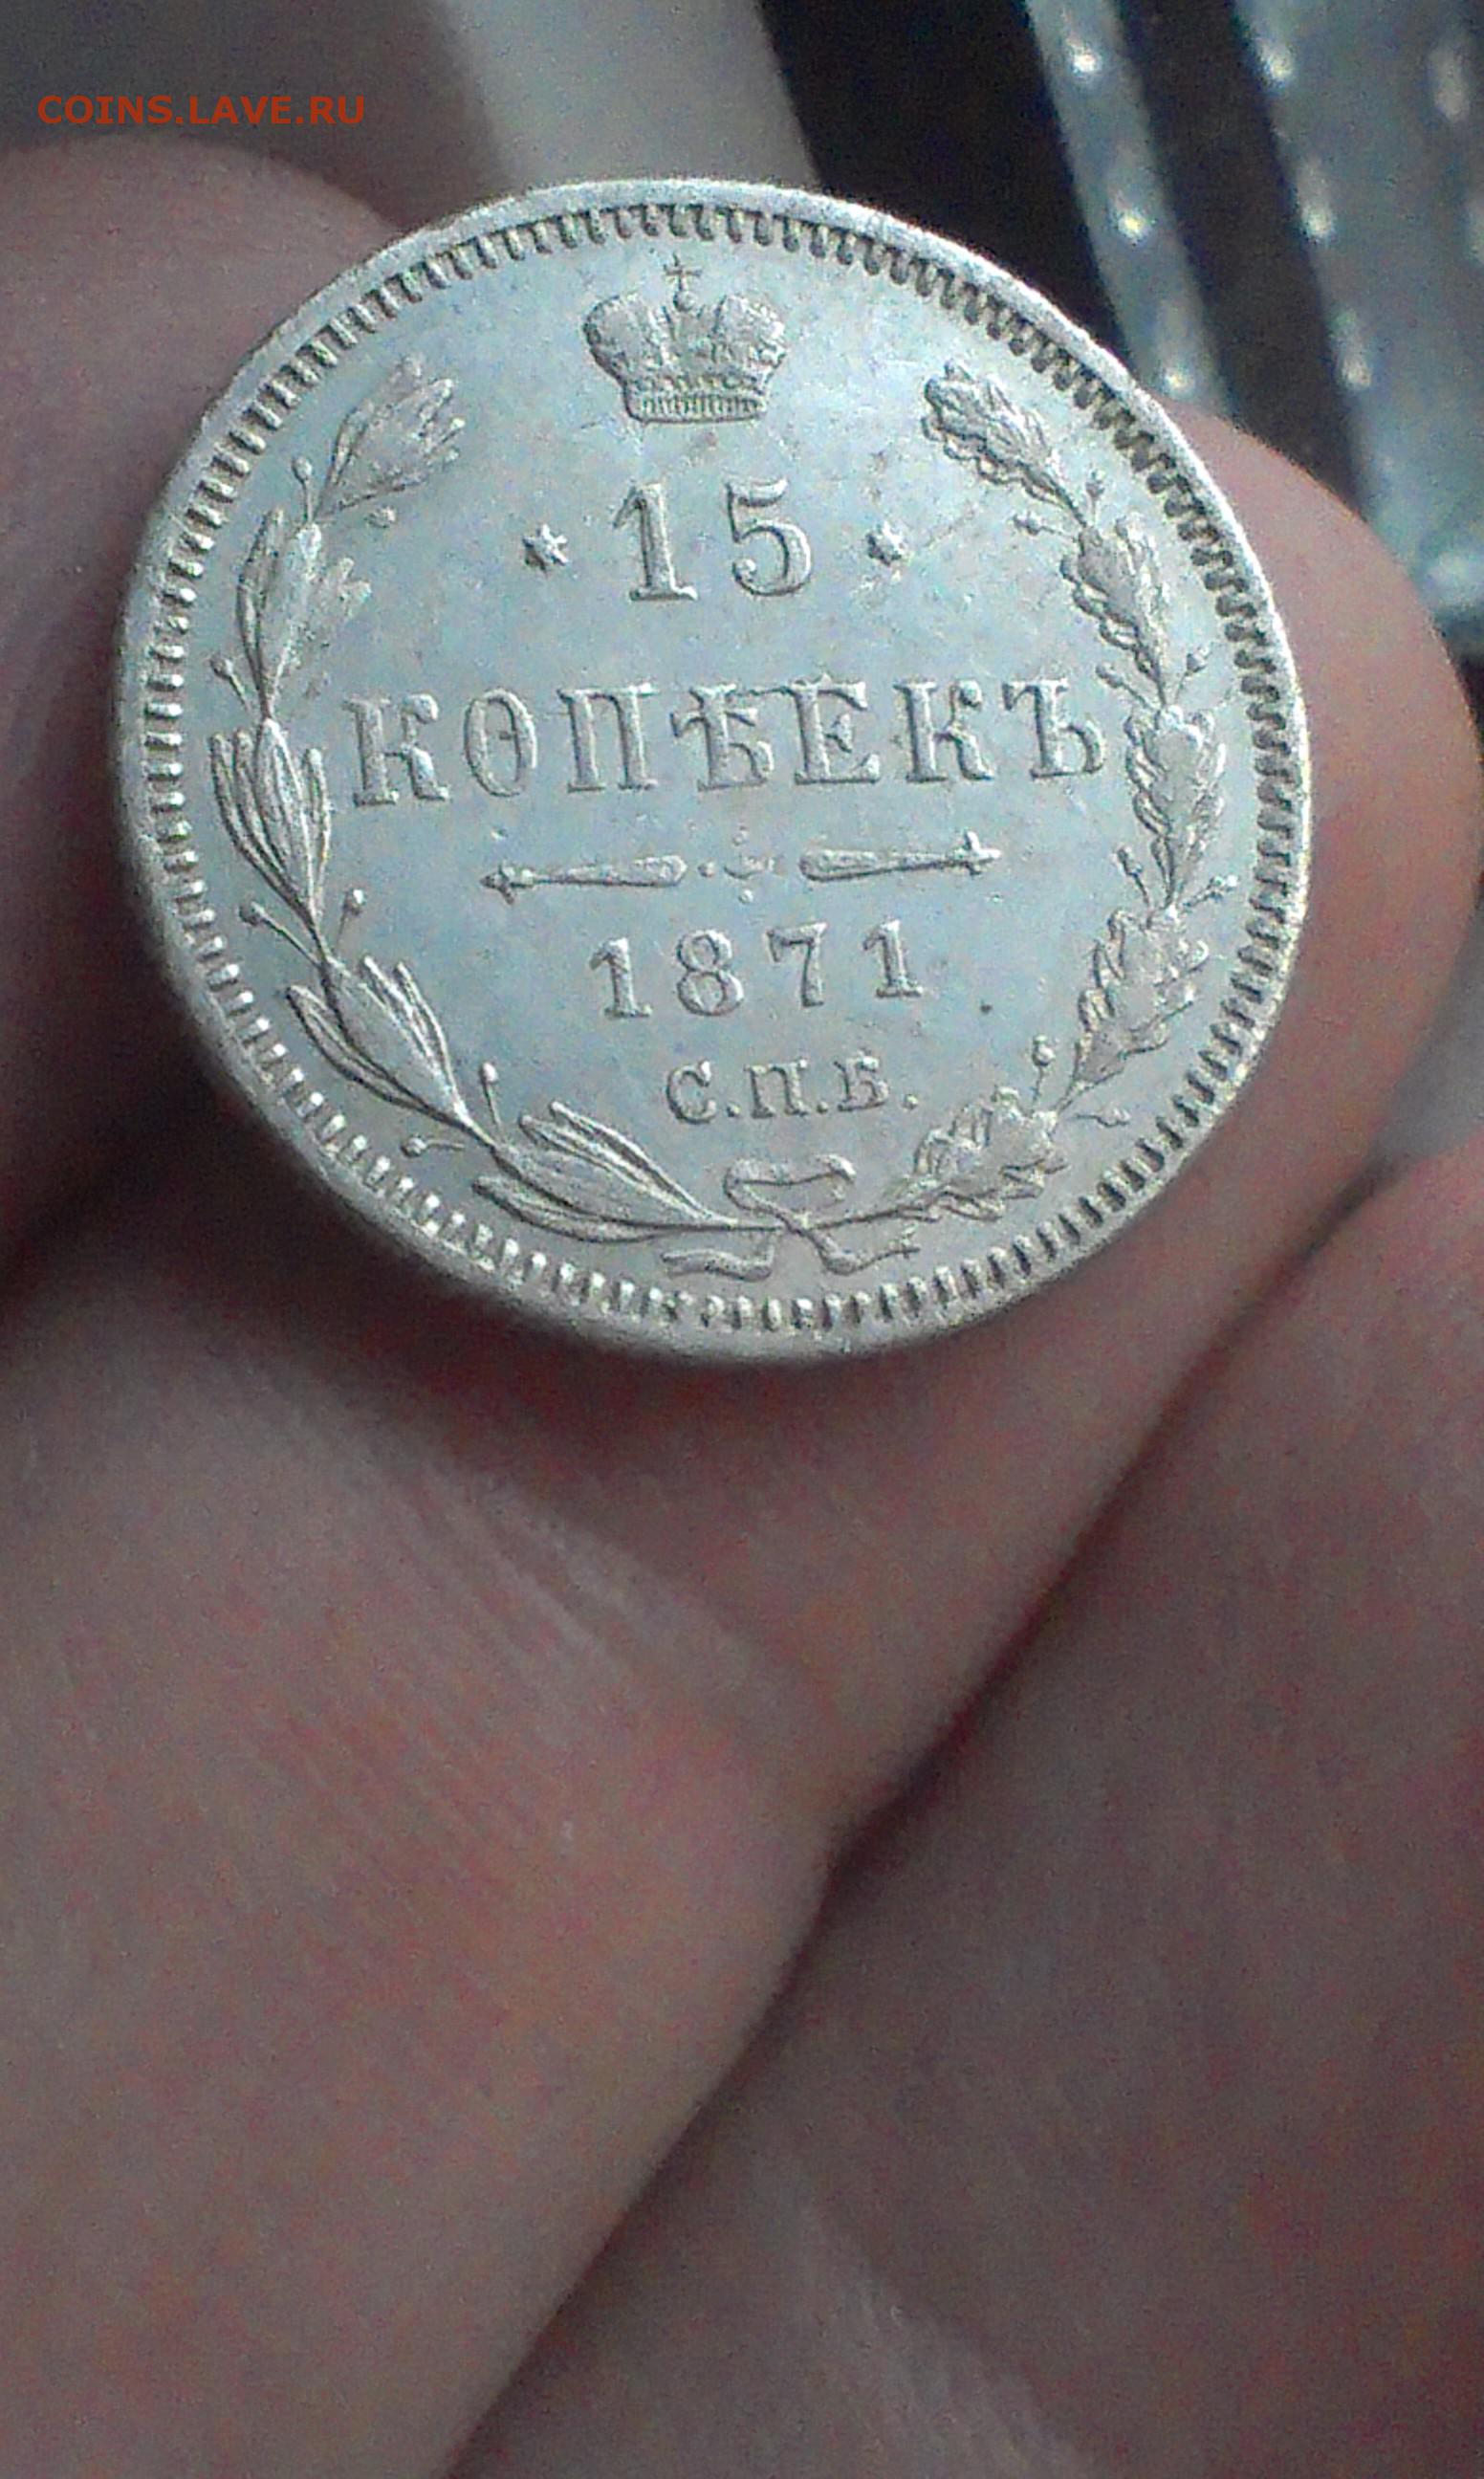 COINS.LAVE.RU
* 15 *
КОПѢЕКЪ
1871
С.П.Б.